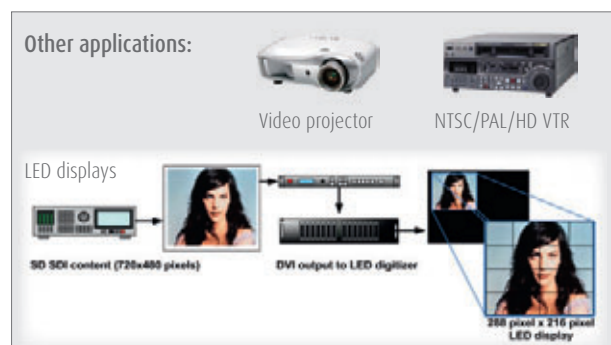 Other applications:
Video projector
NTSC/PAL/HD VTR
LED displays
SD SDI content (720x480 pixels)
DVI output to LED digitizer
288 pixel x 216 pixel
LED display